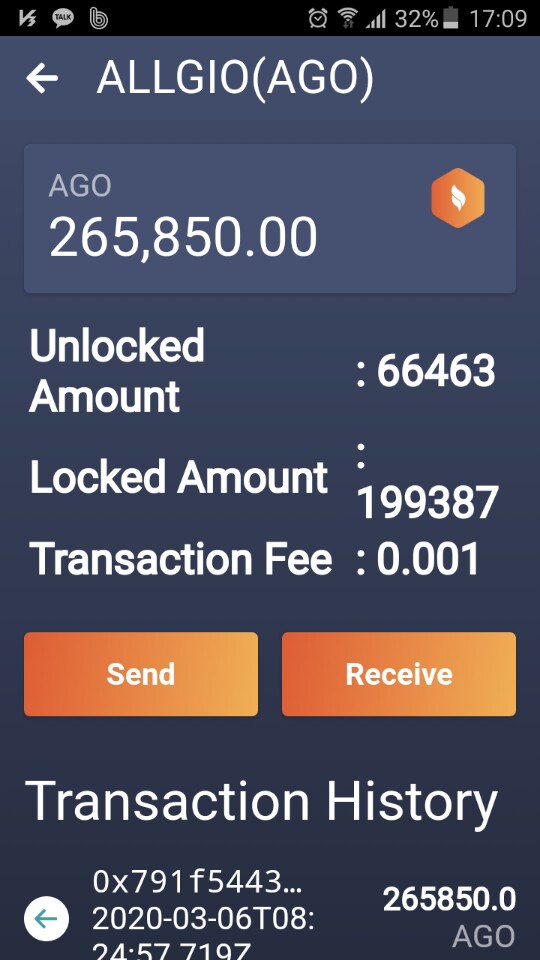 TALK 32% 17:09
ALLGIO(AGO)
AGO
265,850.00
Unlocked
Amount
: 66463
Locked Amount
:
199387
Transaction Fee : 0.001
Send Receive
Transaction History
0x791f5443…
2020-03-06T08:
24:57.719Z
265850.0
AGO